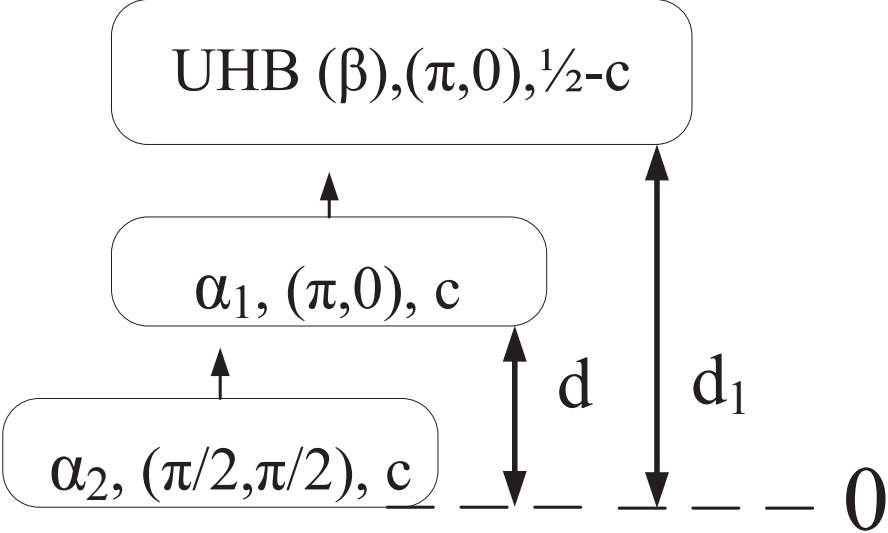 UHB (β),(π,0),½-c
α₁, (π,0), c
d
d₁
α₂, (π/2,π/2), c
0